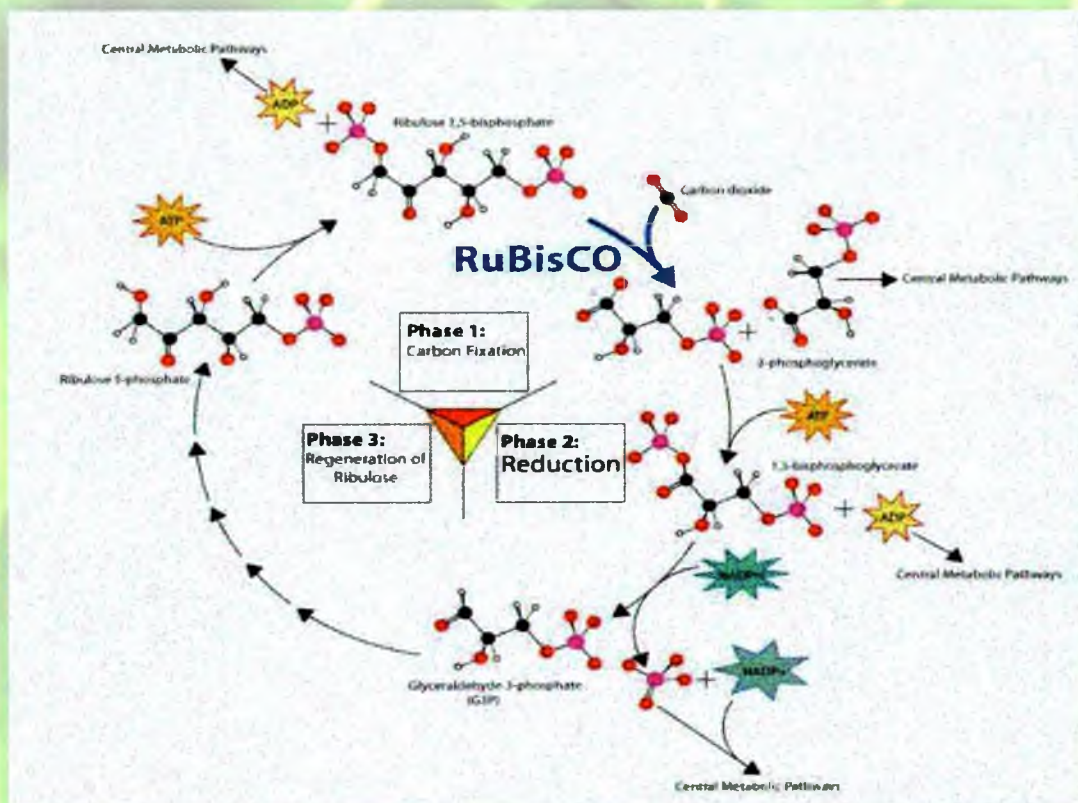 Central Metabolic Pathways
ADP
+
Ribulose 1,5-bisphosphate
Carbon dioxide
ATP
RuBisCO
Central Metabolic Pathways
+
3-phosphoglycerate
Ribulose 5-phosphate
Phase 1:
Carbon Fixation
ATP
Phase 3:
Regeneration of
Ribulose
Phase 2:
Reduction
1,3-bisphosphoglycerate
+
ADP
Central Metabolic Pathways
Glyceraldehyde 3-phosphate
(G3P)
+
Central Metabolic Pathways